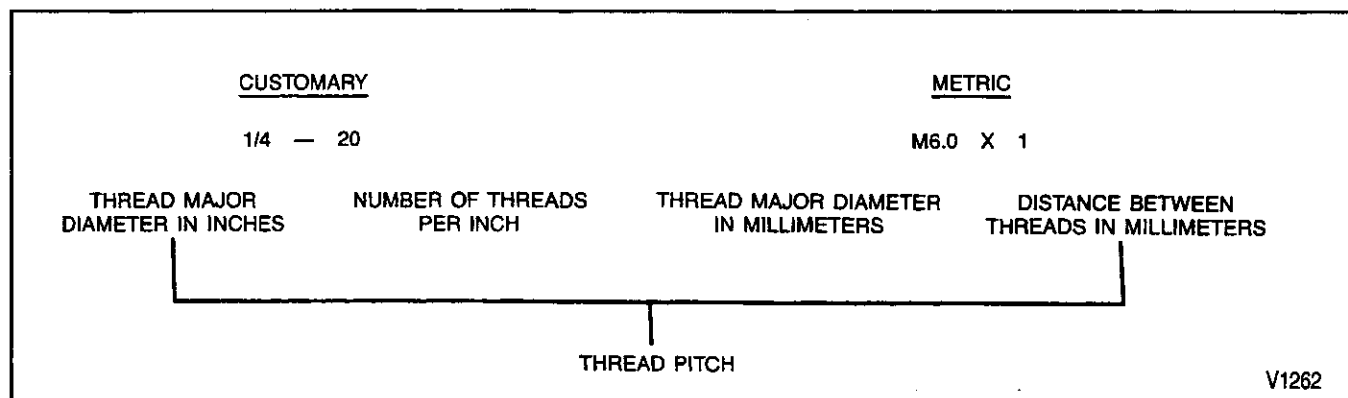 CUSTOMARY
1/4 — 20
THREAD MAJOR
DIAMETER IN INCHES
NUMBER OF THREADS
PER INCH
METRIC
M6.0 X 1
THREAD MAJOR DIAMETER
IN MILLIMETERS
DISTANCE BETWEEN
THREADS IN MILLIMETERS
THREAD PITCH
V1262